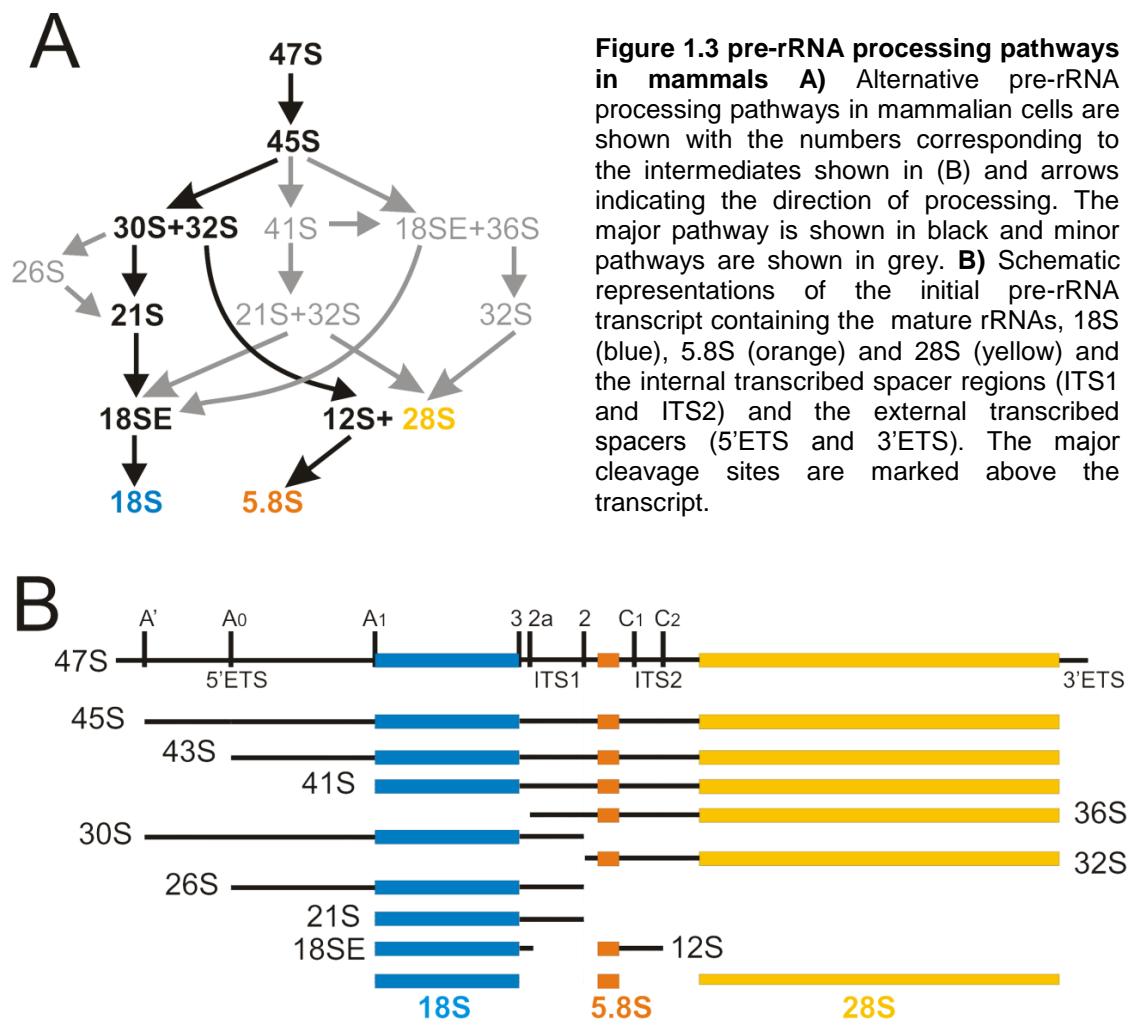 A
47S
45S
30S+32S
41S
18SE+36S
26S
21S
21S+32S
32S
18SE
12S+ 28S
18S
5.8S
Figure 1.3 pre-rRNA processing pathways
in mammals A) Alternative pre-rRNA
processing pathways in mammalian cells are
shown with the numbers corresponding to
the intermediates shown in (B) and arrows
indicating the direction of processing. The
major pathway is shown in black and minor
pathways are shown in grey. B) Schematic
representations of the initial pre-rRNA
transcript containing the mature rRNAs, 18S
(blue), 5.8S (orange) and 28S (yellow) and
the internal transcribed spacer regions (ITS1
and ITS2) and the external transcribed
spacers (5’ETS and 3’ETS). The major
cleavage sites are marked above the
transcript.
B
A' A0 A1 3 2a 2 C1 C2
47S
5'ETS ITS1 ITS2 3'ETS
45S
43S
41S
36S
30S
32S
26S
21S
18SE 12S
18S 5.8S 28S